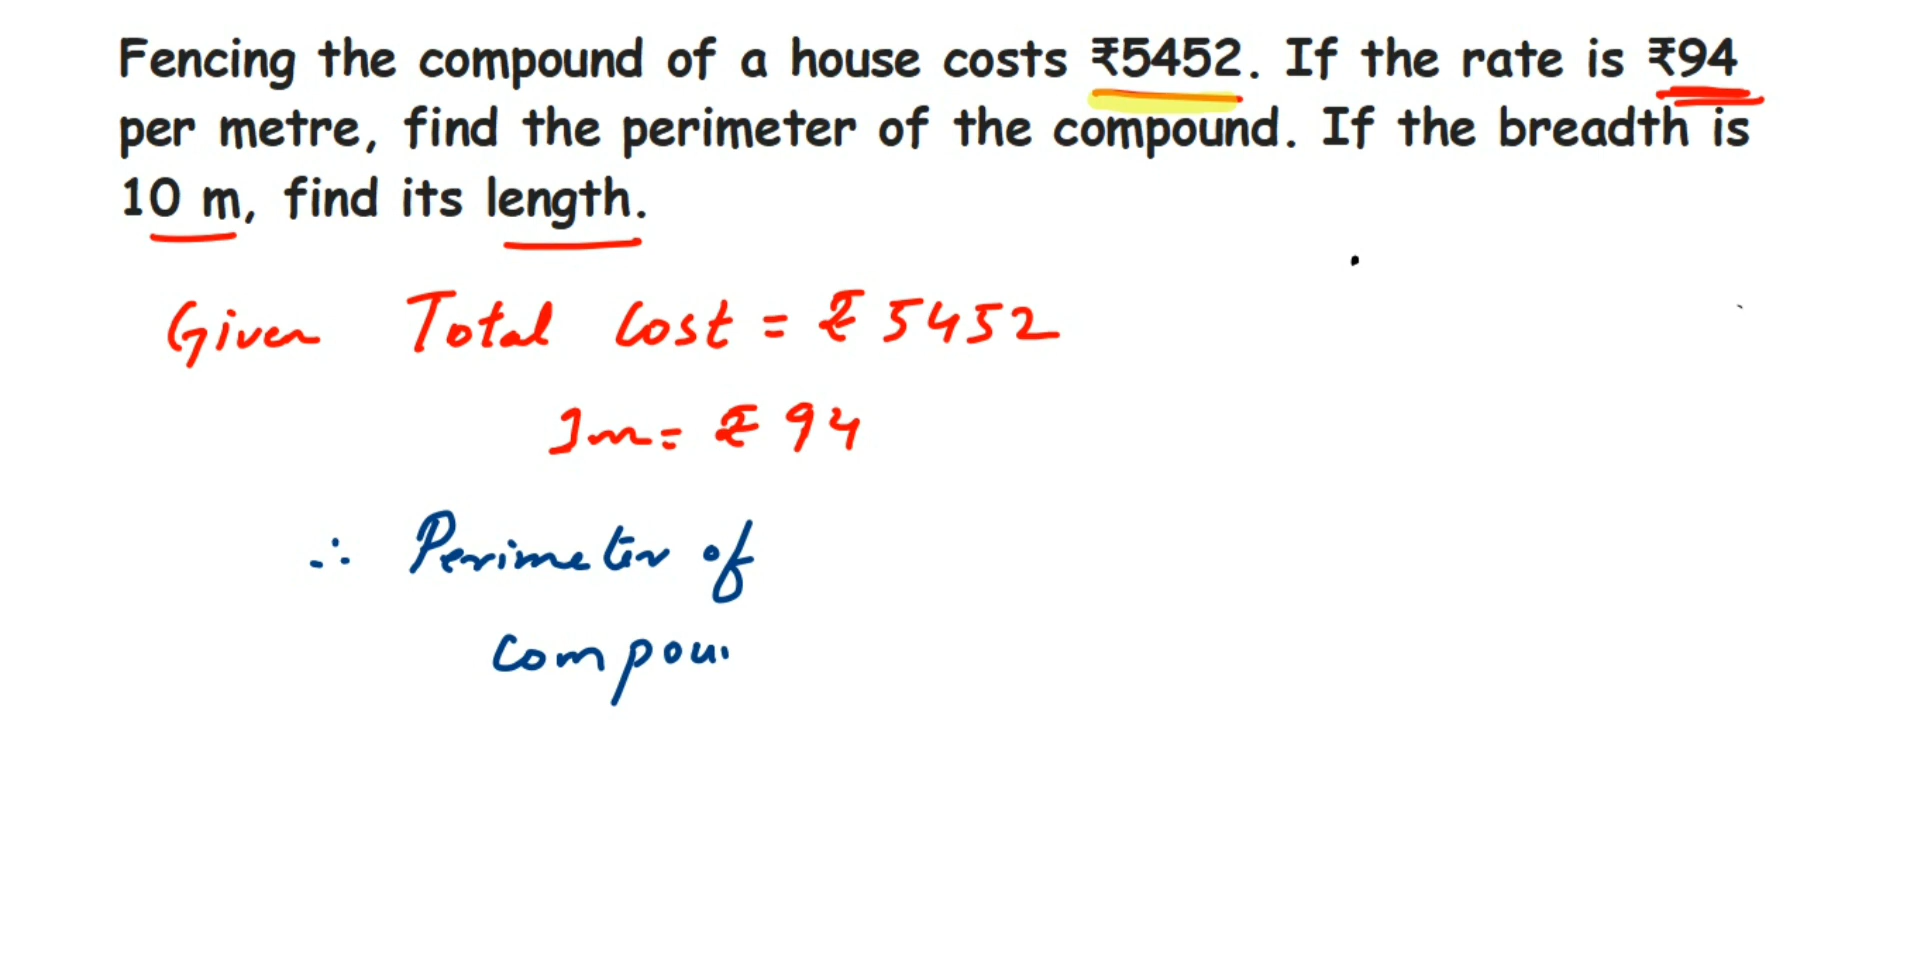 Fencing the compound of a house costs ₹5452. If the rate is ₹94
per metre, find the perimeter of the compound. If the breadth is
10 m, find its length.
Given Total Cost = ₹ 5452
1m = ₹ 94
∴ Perimeter of